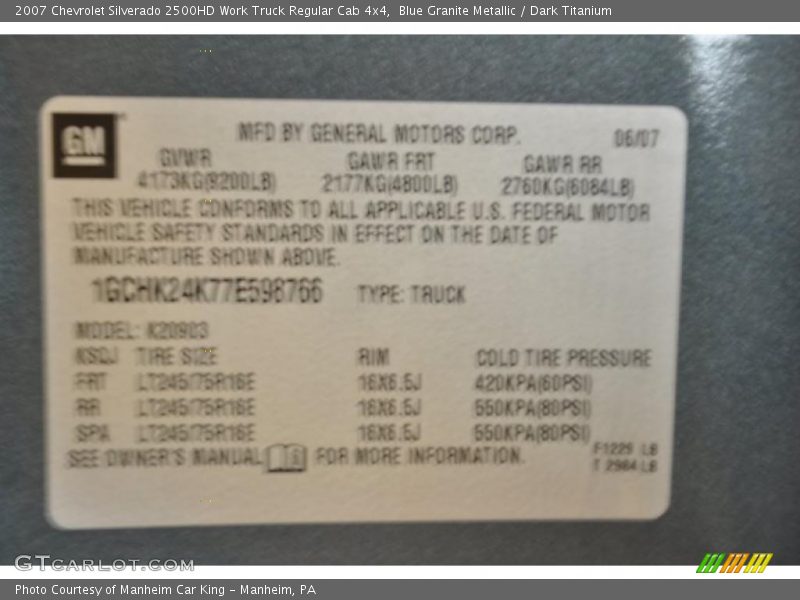 2007 Chevrolet Silverado 2500HD Work Truck Regular Cab 4x4, Blue Granite Metallic / Dark Titanium
GM
MFD BY GENERAL MOTORS CORP. 06/07
GVWR GAWR FRT GAWR RR
4173KG(9200LB) 2177KG(4800LB) 2760KG(6084LB)
THIS VEHICLE CONFORMS TO ALL APPLICABLE U.S. FEDERAL MOTOR
VEHICLE SAFETY STANDARDS IN EFFECT ON THE DATE OF
MANUFACTURE SHOWN ABOVE.
1GCHK24K77E598766 TYPE: TRUCK
MODEL: K20903
TIRE SIZE RIM COLD TIRE PRESSURE
FRT LT245/75R16E 16X6.5J 420KPA(60PSI)
RR LT245/75R16E 16X6.5J 550KPA(80PSI)
SPA LT245/75R16E 16X6.5J 550KPA(80PSI)
SEE OWNER'S MANUAL FOR MORE INFORMATION.
LB
LB
GTCARLOT.COM
Photo Courtesy of Manheim Car King – Manheim, PA